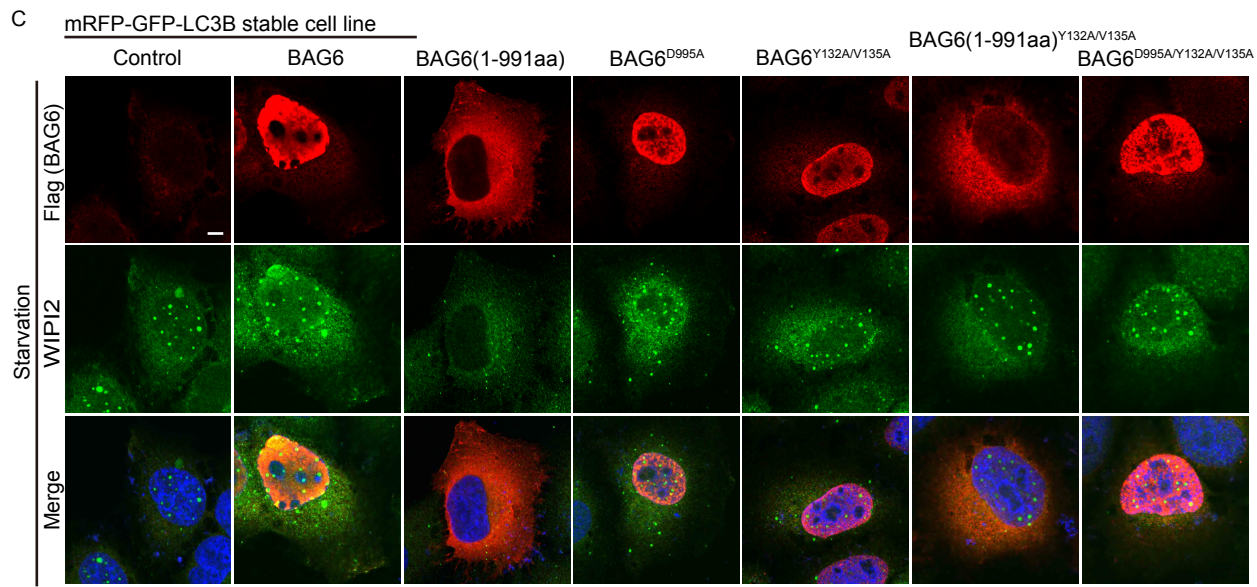 C
mRFP-GFP-LC3B stable cell line
Control
BAG6
BAG6(1-991aa)
BAG6D995A
BAG6Y132A/V135A
BAG6(1-991aa)Y132A/V135A
BAG6D995A/Y132A/V135A
Starvation
Flag (BAG6)
WIPI2
Merge